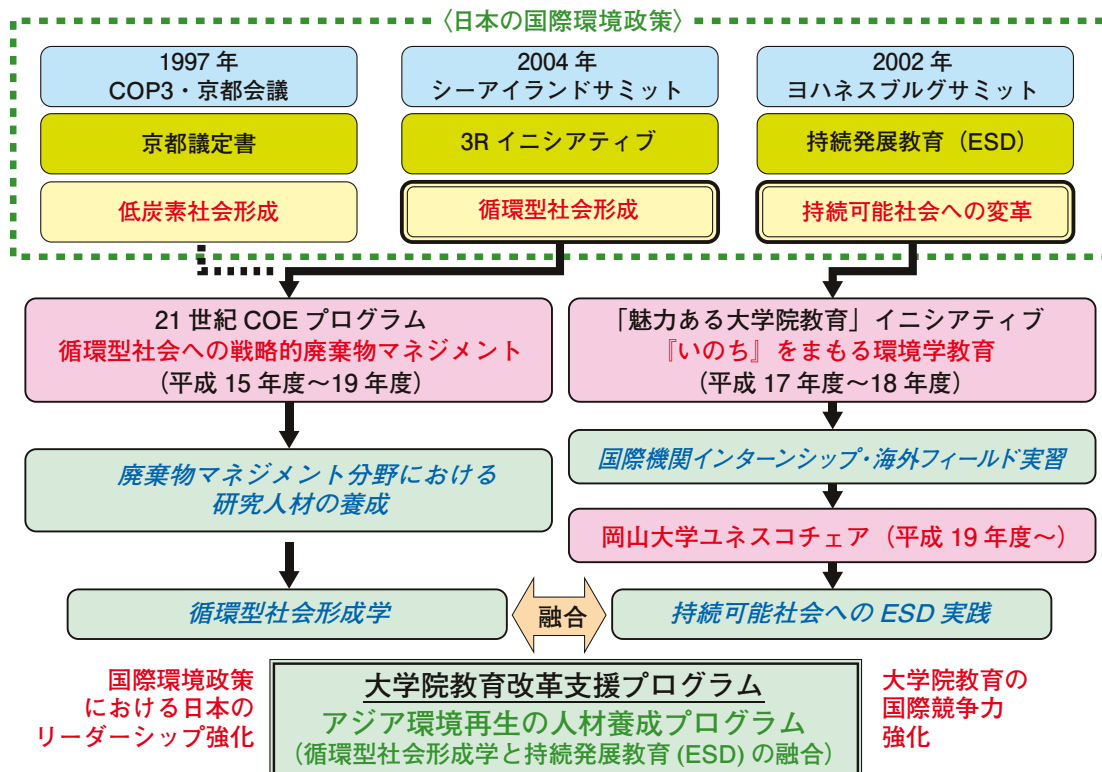 〈日本の国際環境政策〉
1997 年
COP3・京都会議
京都議定書
低炭素社会形成
2004 年
シーアイランドサミット
3R イニシアティブ
循環型社会形成
2002 年
ヨハネスブルグサミット
持続発展教育（ESD）
持続可能社会への変革
21 世紀 COE プログラム
循環型社会への戦略的廃棄物マネジメント
（平成 15 年度～19 年度）
「魅力ある大学院教育」イニシアティブ
『いのち』をまもる環境学教育
（平成 17 年度～18 年度）
廃棄物マネジメント分野における
研究人材の養成
国際機関インターンシップ・海外フィールド実習
岡山大学ユネスコチェア（平成 19 年度～）
循環型社会形成学
融合
持続可能社会への ESD 実践
国際環境政策
における日本の
リーダーシップ強化
大学院教育改革支援プログラム
アジア環境再生の人材養成プログラム
（循環型社会形成学と持続発展教育 (ESD) の融合）
大学院教育の
国際競争力
強化